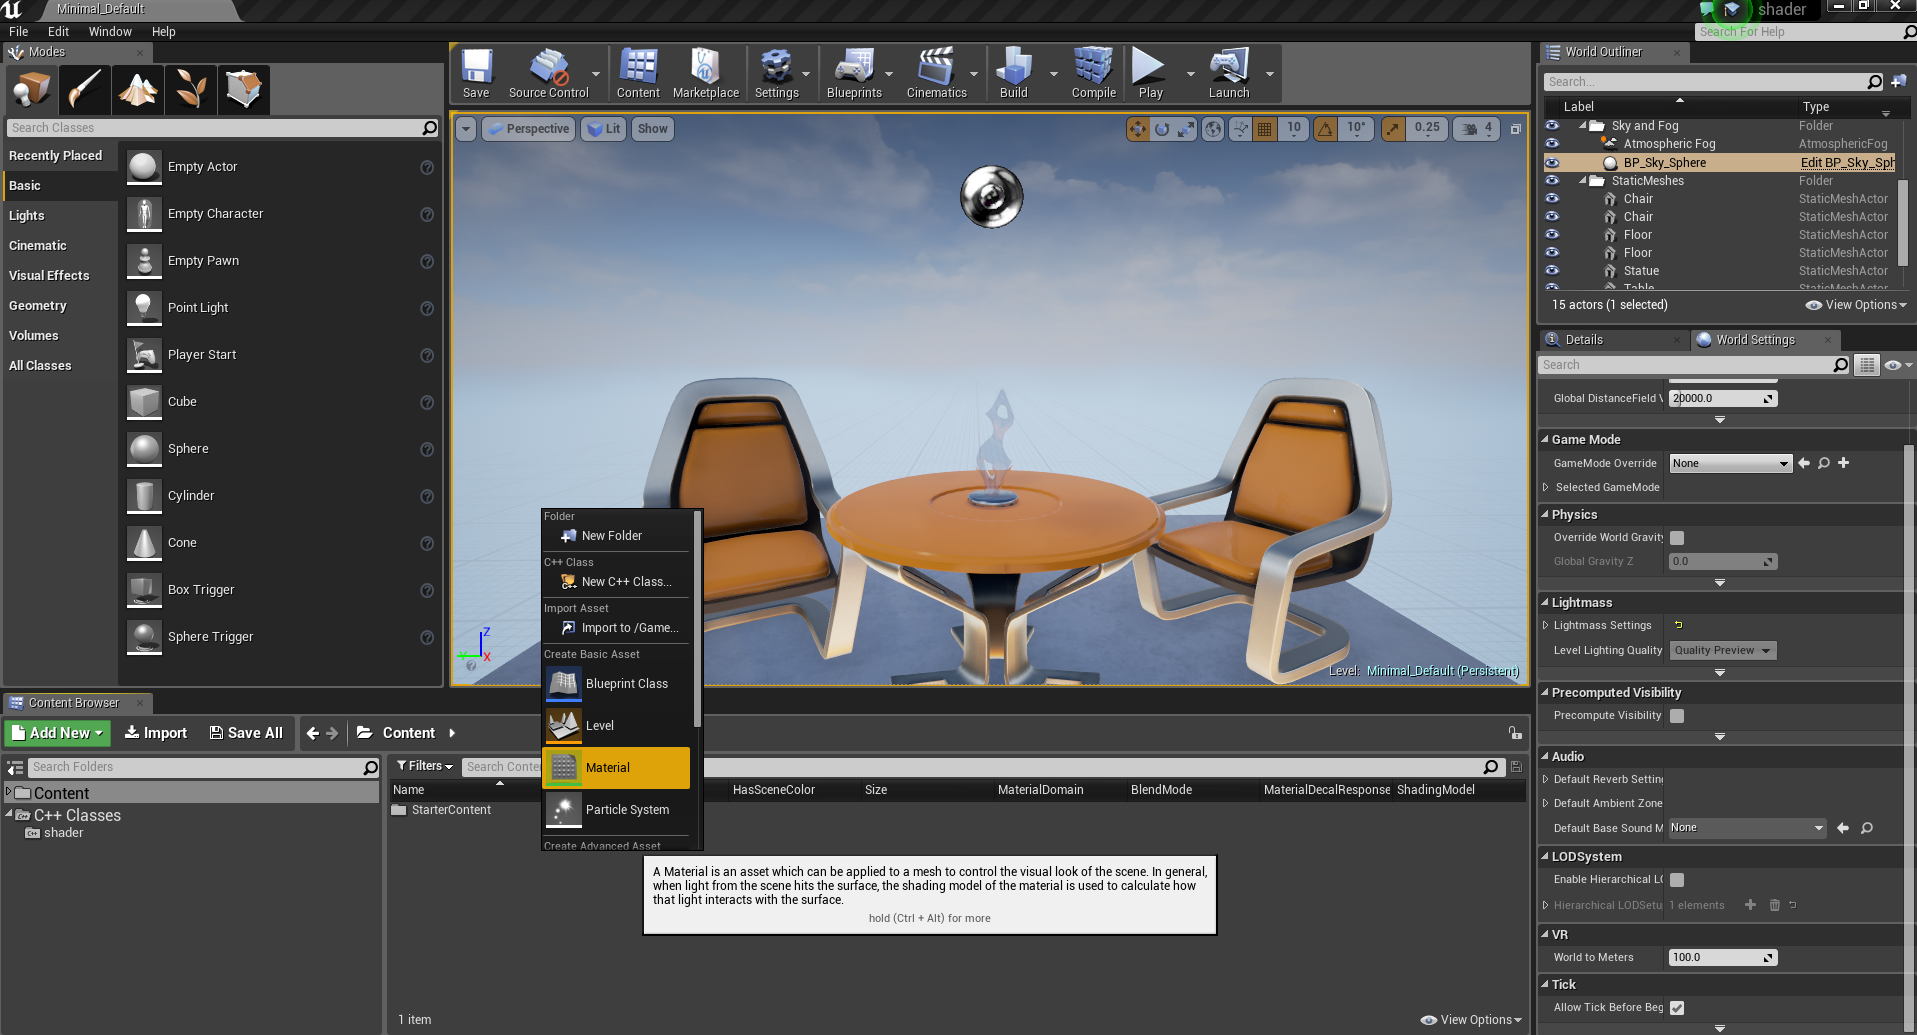 Minimal_Default
shader
File Edit Window Help
Search For Help
Modes
Search Classes
Recently Placed
Basic
Lights
Cinematic
Visual Effects
Geometry
Volumes
All Classes
Empty Actor
Empty Character
Empty Pawn
Point Light
Player Start
Cube
Sphere
Cylinder
Cone
Box Trigger
Sphere Trigger
Save Source Control Content Marketplace Settings Blueprints Cinematics Build Compile Play Launch
Perspective Lit Show
10 10° 0.25 4
Z
Y X
Level: Minimal_Default (Persistent)
Folder
New Folder
C++ Class
New C++ Class...
Import Asset
Import to /Game...
Create Basic Asset
Blueprint Class
Level
Material
Particle System
Create Advanced Asset
A Material is an asset which can be applied to a mesh to control the visual look of the scene. In general,
when light from the scene hits the surface, the shading model of the material is used to calculate how
that light interacts with the surface.
hold (Ctrl + Alt) for more
Content Browser
Add New Import Save All Content
Search Folders
Content
C++ Classes
shader
Filters Search Conte
Name HasSceneColor Size MaterialDomain BlendMode MaterialDecalResponse ShadingModel
StarterContent
1 item
View Options
World Outliner
Search...
Label Type
Sky and Fog Folder
Atmospheric Fog AtmosphericFog
BP_Sky_Sphere Edit BP_Sky_Sph
StaticMeshes Folder
Chair StaticMeshActor
Chair StaticMeshActor
Floor StaticMeshActor
Floor StaticMeshActor
Statue StaticMeshActor
Table StaticMeshActor
15 actors (1 selected)
View Options
Details World Settings
Search
Global DistanceField V 20000.0
Game Mode
GameMode Override None
Selected GameMode
Physics
Override World Gravity
Global Gravity Z 0.0
Lightmass
Lightmass Settings
Level Lighting Quality Quality Preview
Precomputed Visibility
Precompute Visibility
Audio
Default Reverb Setting
Default Ambient Zone
Default Base Sound M None
LODSystem
Enable Hierarchical LO
Hierarchical LODSetu 1 elements
VR
World to Meters 100.0
Tick
Allow Tick Before Beg